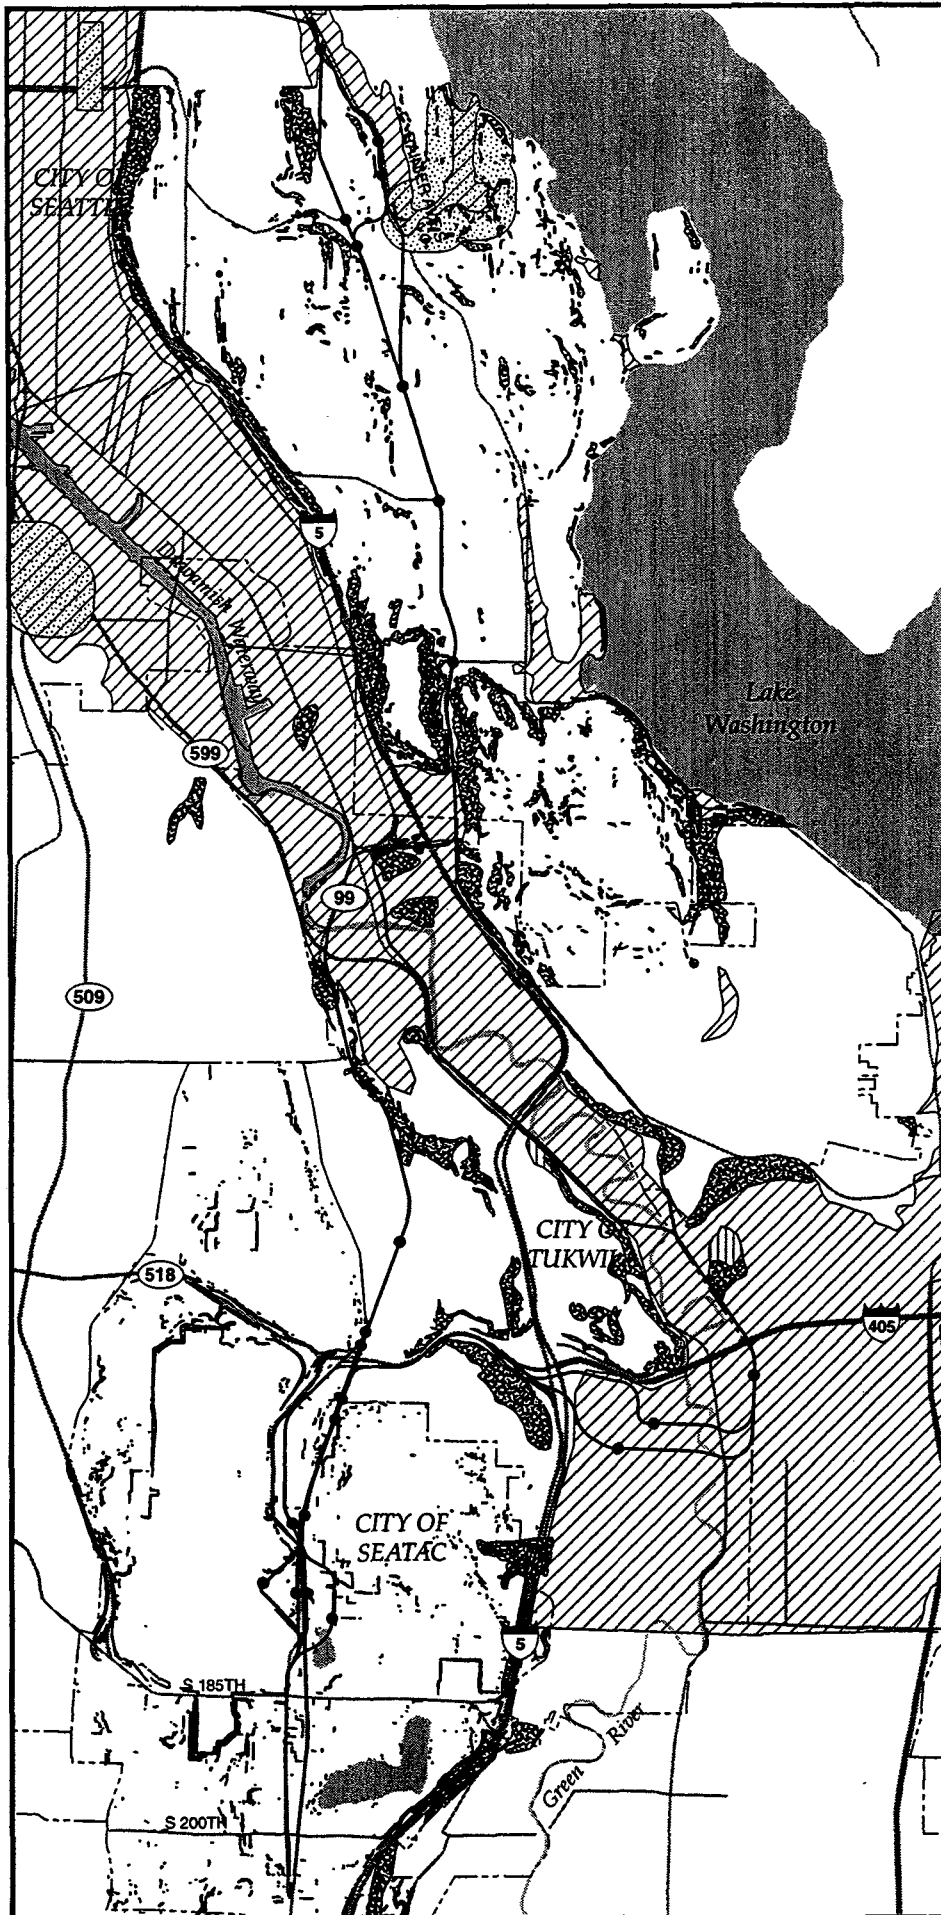 CITY OF
SEATTLE
5
Duwamish Waterway
Lake
Washington
599
99
509
CITY OF
TUKWIL
518
405
CITY OF
SEATAC
5
S 185TH
Green River
S 200TH